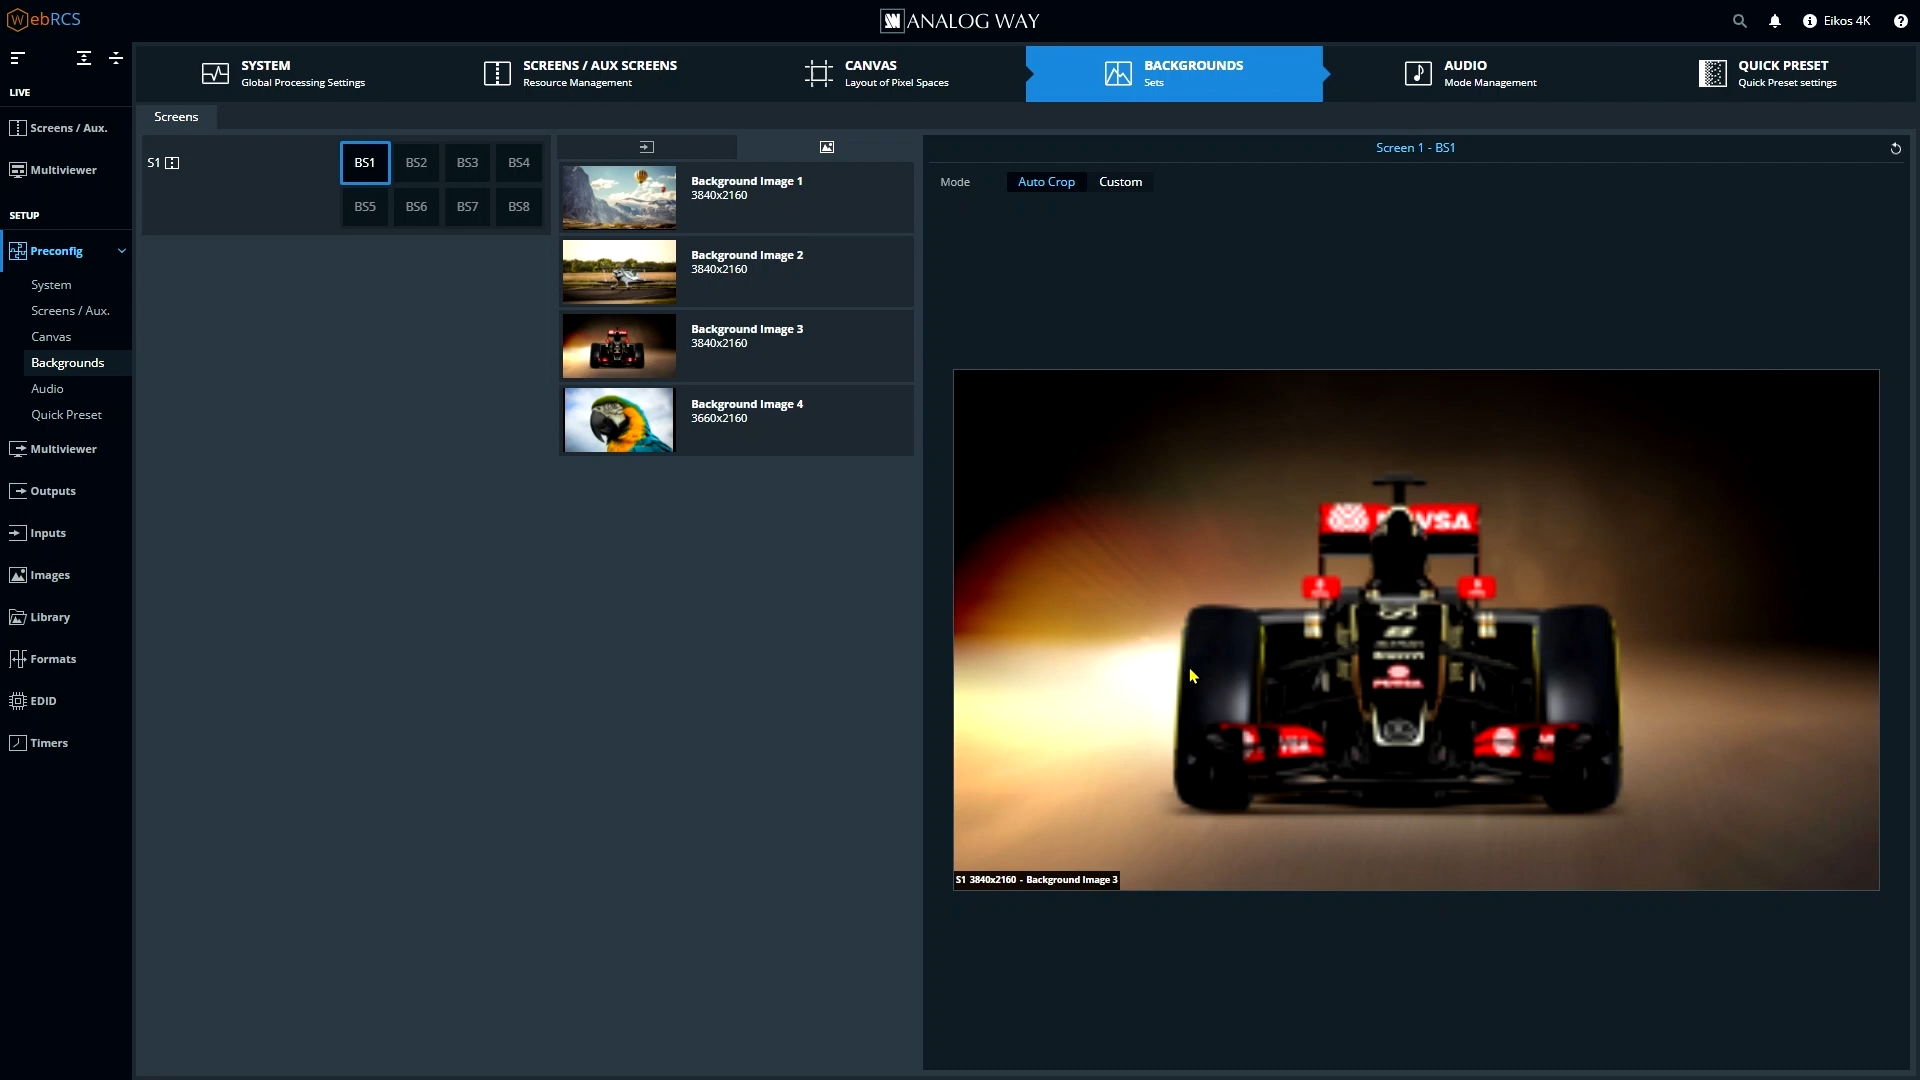 WebRCS
ANALOG WAY
Eikos 4K
LIVE
Screens / Aux.
Multiviewer
SETUP
Preconfig
System
Screens / Aux.
Canvas
Backgrounds
Audio
Quick Preset
Multiviewer
Outputs
Inputs
Images
Library
Formats
EDID
Timers
SYSTEM
Global Processing Settings
SCREENS / AUX SCREENS
Resource Management
CANVAS
Layout of Pixel Spaces
BACKGROUNDS
Sets
AUDIO
Mode Management
QUICK PRESET
Quick Preset settings
Screens
S1
BS1 BS2 BS3 BS4
BS5 BS6 BS7 BS8
Background Image 1
3840x2160
Background Image 2
3840x2160
Background Image 3
3840x2160
Background Image 4
3660x2160
Screen 1 - BS1
Mode Auto Crop Custom
S1 3840x2160 - Background Image 3